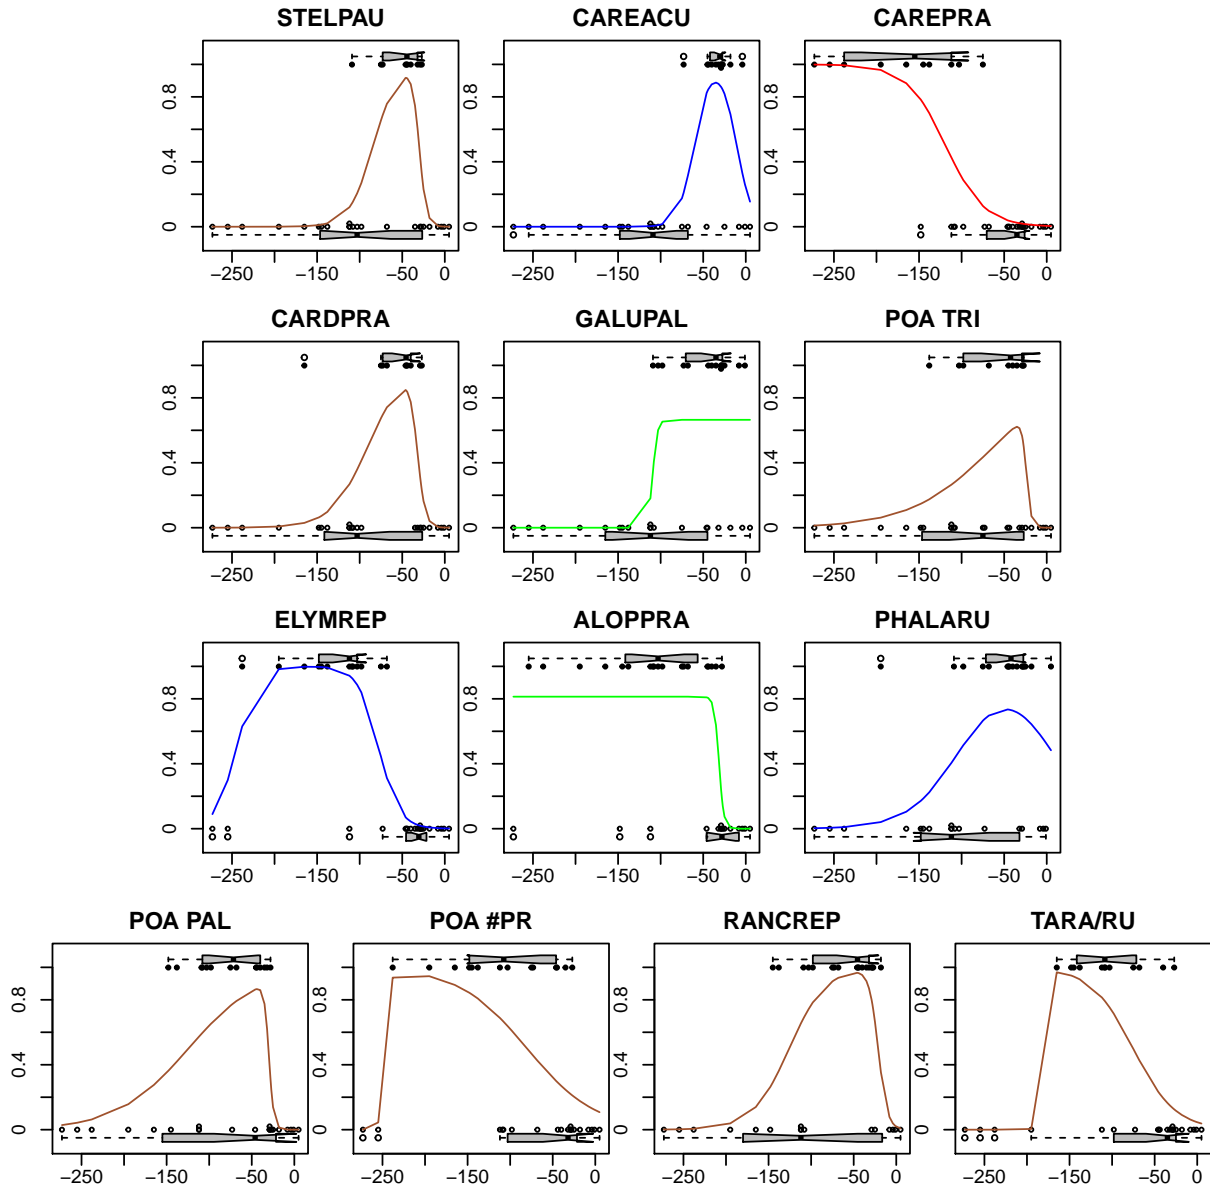 STELPAU CAREACU CAREPRA
0 0.4 0.8 0 0.4 0.8 0 0.4 0.8
−250 −150 −50 0 −250 −150 −50 0 −250 −150 −50 0
CARDPRA GALUPAL POA TRI
0 0.4 0.8 0 0.4 0.8 0 0.4 0.8
−250 −150 −50 0 −250 −150 −50 0 −250 −150 −50 0
ELYMREP ALOPPRA PHALARU
0 0.4 0.8 0 0.4 0.8 0 0.4 0.8
−250 −150 −50 0 −250 −150 −50 0 −250 −150 −50 0
POA PAL POA #PR RANCREP TARA/RU
0 0.4 0.8 0 0.4 0.8 0 0.4 0.8 0 0.4 0.8
−250 −150 −50 0 −250 −150 −50 0 −250 −150 −50 0 −250 −150 −50 0